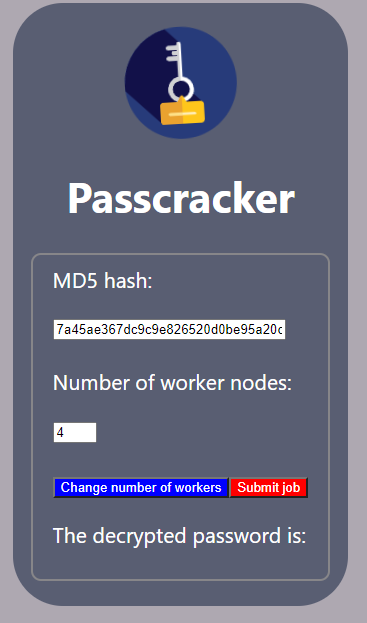 Passcracker
MD5 hash:
7a45ae367dc9c9e826520d0be95a20c
Number of worker nodes:
4
Change number of workers Submit job
The decrypted password is: